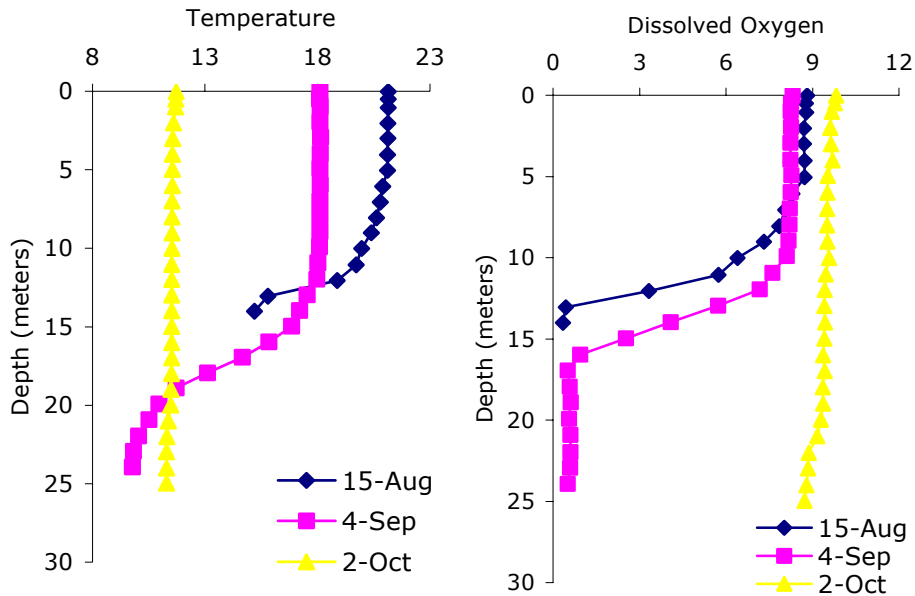 Temperature
8 13 18 23
0
5
10
15
20
25
30
Depth (meters)
15-Aug
4-Sep
2-Oct
Dissolved Oxygen
0 3 6 9 12
0
5
10
15
20
25
30
Depth (meters)
15-Aug
4-Sep
2-Oct